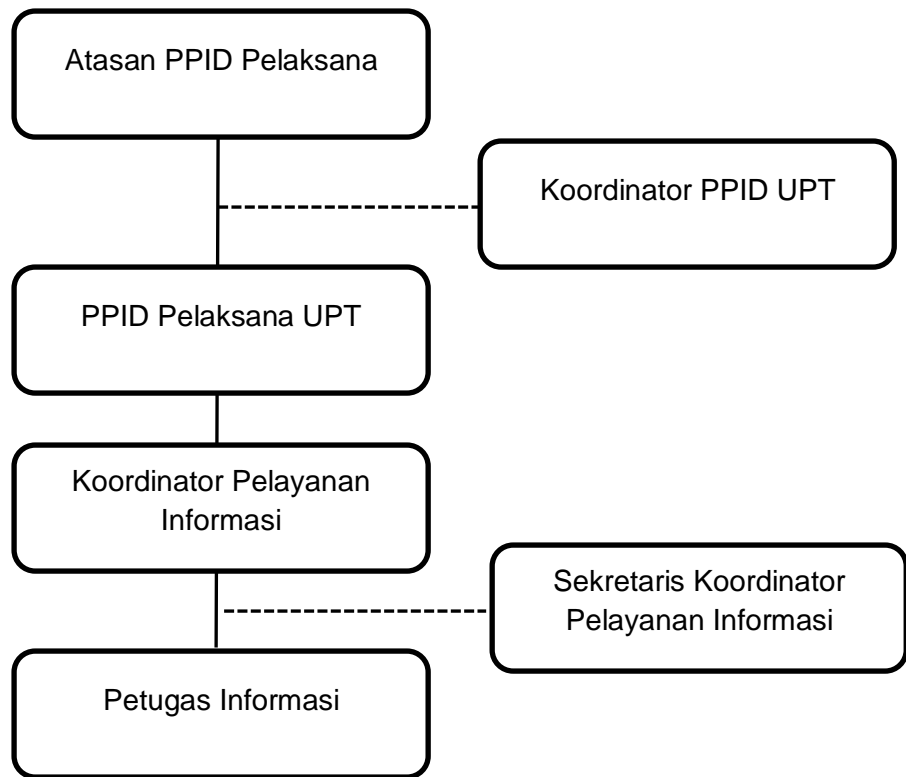 Atasan PPID Pelaksana
Koordinator PPID UPT
PPID Pelaksana UPT
Koordinator Pelayanan
Informasi
Sekretaris Koordinator
Pelayanan Informasi
Petugas Informasi